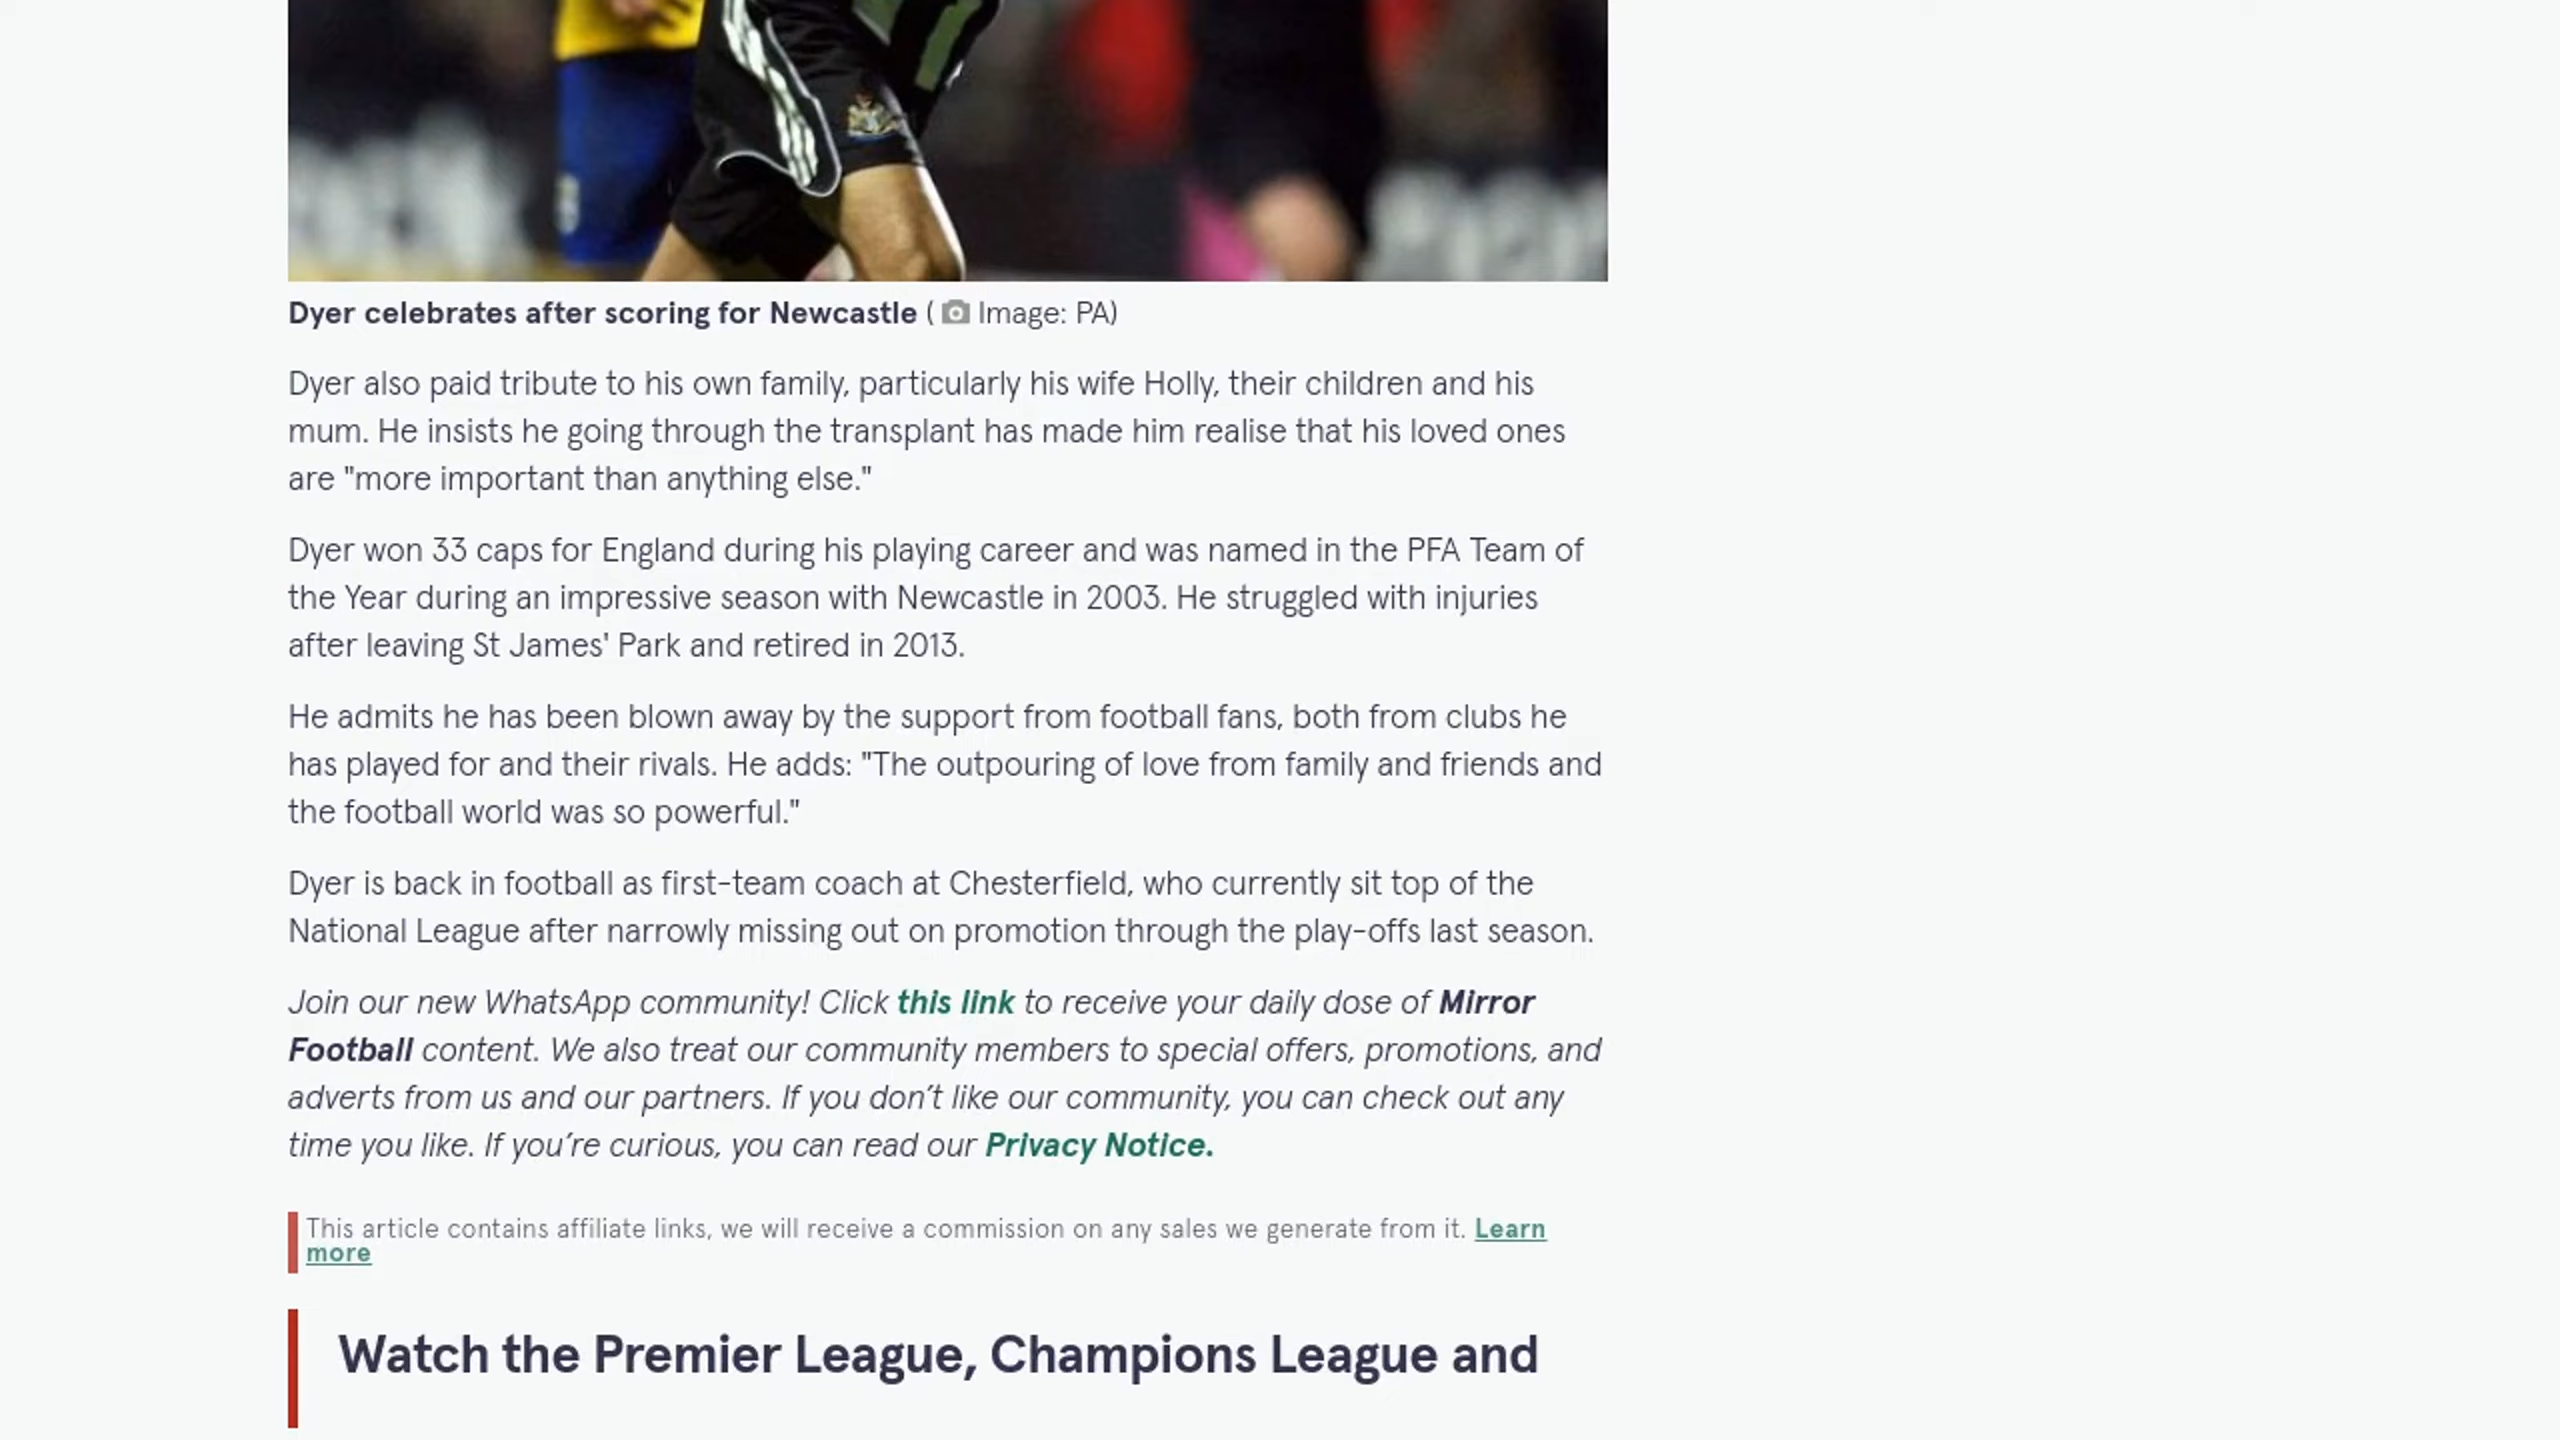 Dyer celebrates after scoring for Newcastle ( Image: PA)
Dyer also paid tribute to his own family, particularly his wife Holly, their children and his
mum. He insists he going through the transplant has made him realise that his loved ones
are "more important than anything else."
Dyer won 33 caps for England during his playing career and was named in the PFA Team of
the Year during an impressive season with Newcastle in 2003. He struggled with injuries
after leaving St James' Park and retired in 2013.
He admits he has been blown away by the support from football fans, both from clubs he
has played for and their rivals. He adds: "The outpouring of love from family and friends and
the football world was so powerful."
Dyer is back in football as first-team coach at Chesterfield, who currently sit top of the
National League after narrowly missing out on promotion through the play-offs last season.
Join our new WhatsApp community! Click this link to receive your daily dose of Mirror
Football content. We also treat our community members to special offers, promotions, and
adverts from us and our partners. If you don’t like our community, you can check out any
time you like. If you’re curious, you can read our Privacy Notice.
This article contains affiliate links, we will receive a commission on any sales we generate from it. Learn
more
Watch the Premier League, Champions League and